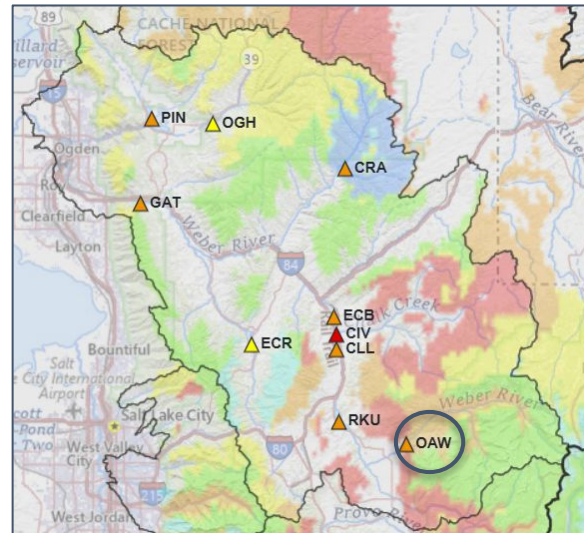 89
CACHE NATIONAL
FOREST
Willard
Reservoir
39
15
PIN
OGH
Ogden
CRA
Bear River
Roy
GAT
Clearfield
Weber River
Layton
84
ECB
CIV
CLL
ECR
Bountiful
Salt
City International
Airport
RKU
Weber River
Salt Lake City
OAW
West Valley
City
80
215
West Jordan
Provo River